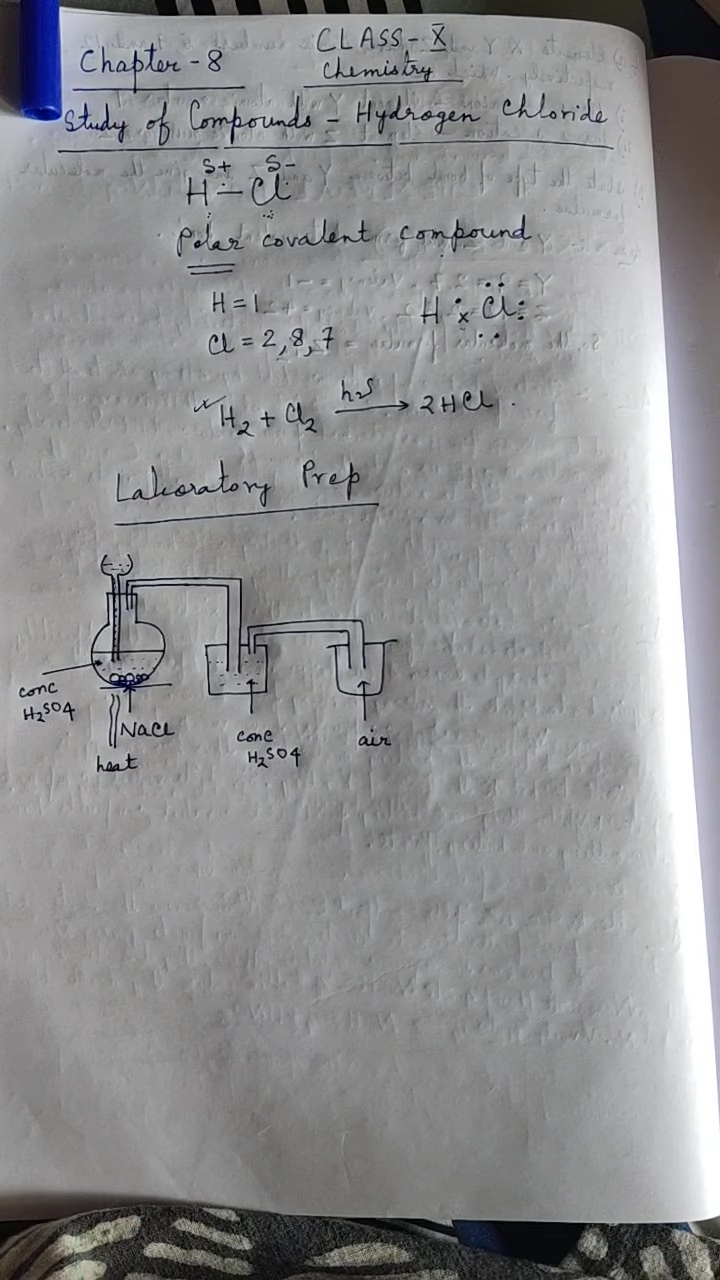 CLASS - X
Chapter - 8
Chemistry
Study of Compounds - Hydrogen Chloride
δ+ δ-
H — Cl
Polar covalent compound
H = 1
Cl = 2, 8, 7
H x Cl
H₂ + Cl₂ hν → 2HCl .
Laboratory Prep
conc
H₂SO4
NaCl
heat
conc
H₂SO4
air